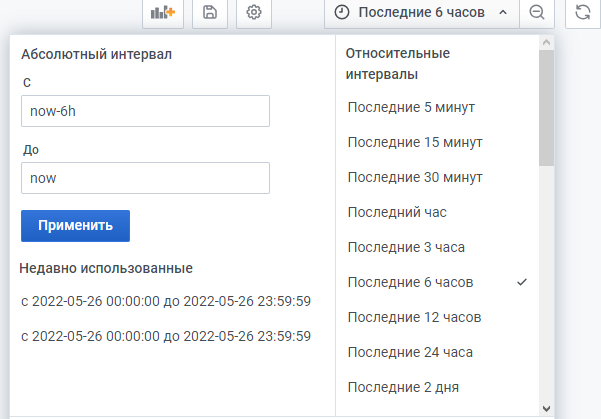 Последние 6 часов
Абсолютный интервал
С
now-6h
До
now
Применить
Недавно использованные
с 2022-05-26 00:00:00 до 2022-05-26 23:59:59
с 2022-05-26 00:00:00 до 2022-05-26 23:59:59
Относительные
интервалы
Последние 5 минут
Последние 15 минут
Последние 30 минут
Последний час
Последние 3 часа
Последние 6 часов
Последние 12 часов
Последние 24 часа
Последние 2 дня